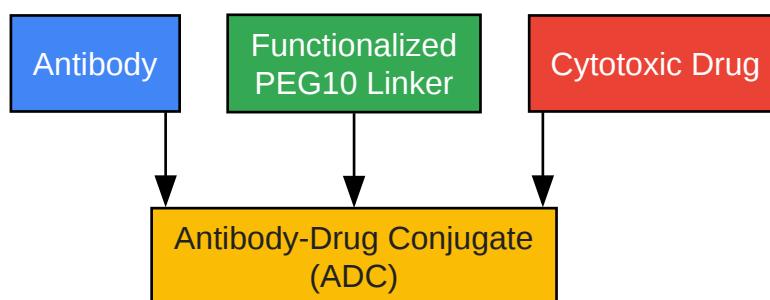 Antibody
Functionalized
PEG10 Linker
Cytotoxic Drug
Antibody-Drug Conjugate
(ADC)